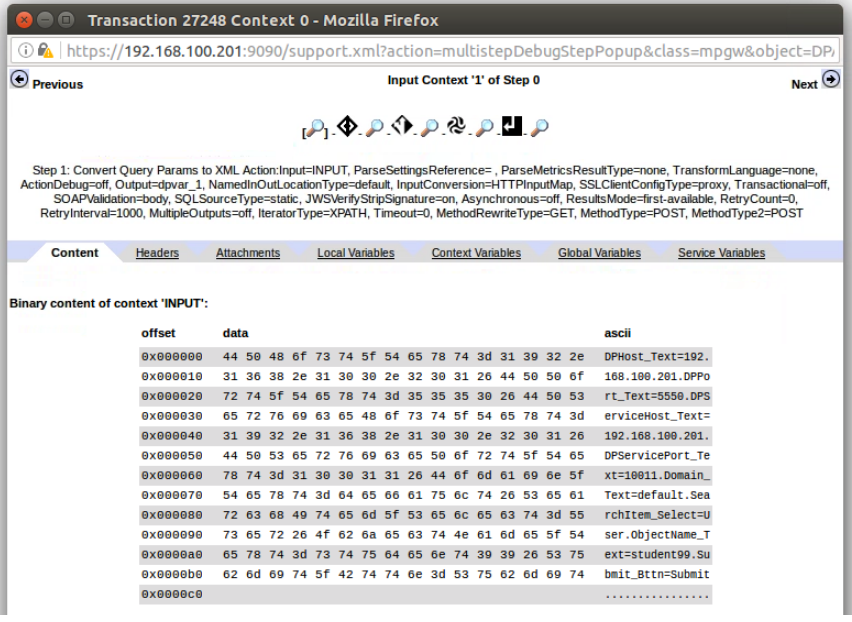 Transaction 27248 Context 0 - Mozilla Firefox
https://192.168.100.201:9090/support.xml?action=multistepDebugStepPopup&class=mpgw&object=DP
Previous
Input Context '1' of Step 0
Next
[ ] - - - - - - - -
Step 1: Convert Query Params to XML Action:Input=INPUT, ParseSettingsReference= , ParseMetricsResultType=none, TransformLanguage=none,
ActionDebug=off, Output=dpvar_1, NamedInOutLocationType=default, InputConversion=HTTPInputMap, SSLClientConfigType=proxy, Transactional=off,
SOAPValidation=body, SQLSourceType=static, JWSVerifyStripSignature=on, Asynchronous=off, ResultsMode=first-available, RetryCount=0,
RetryInterval=1000, MultipleOutputs=off, IteratorType=XPATH, Timeout=0, MethodRewriteType=GET, MethodType=POST, MethodType2=POST
Content Headers Attachments Local Variables Context Variables Global Variables Service Variables
Binary content of context 'INPUT':
offset data ascii
0x000000 44 50 48 6f 73 74 5f 54 65 78 74 3d 31 39 32 2e DPHost_Text=192.
0x000010 31 36 38 2e 31 30 30 2e 32 30 31 26 44 50 50 6f 168.100.201.DPPo
0x000020 72 74 5f 54 65 78 74 3d 35 35 35 30 26 44 50 53 rt_Text=5550.DPS
0x000030 65 72 76 69 63 65 48 6f 73 74 5f 54 65 78 74 3d erviceHost_Text=
0x000040 31 39 32 2e 31 36 38 2e 31 30 30 2e 32 30 31 26 192.168.100.201.
0x000050 44 50 53 65 72 76 69 63 65 50 6f 72 74 5f 54 65 DPServicePort_Te
0x000060 78 74 3d 31 30 30 31 31 26 44 6f 6d 61 69 6e 5f xt=10011.Domain_
0x000070 54 65 78 74 3d 64 65 66 61 75 6c 74 26 53 65 61 Text=default.Sea
0x000080 72 63 68 49 74 65 6d 5f 53 65 6c 65 63 74 3d 55 rchItem_Select=U
0x000090 73 65 72 26 4f 62 6a 65 63 74 4e 61 6d 65 5f 54 ser.ObjectName_T
0x0000a0 65 78 74 3d 73 74 75 64 65 6e 74 39 39 26 53 75 ext=student99.Su
0x0000b0 62 6d 69 74 5f 42 74 74 6e 3d 53 75 62 6d 69 74 bmit_Bttn=Submit
0x0000c0 ................